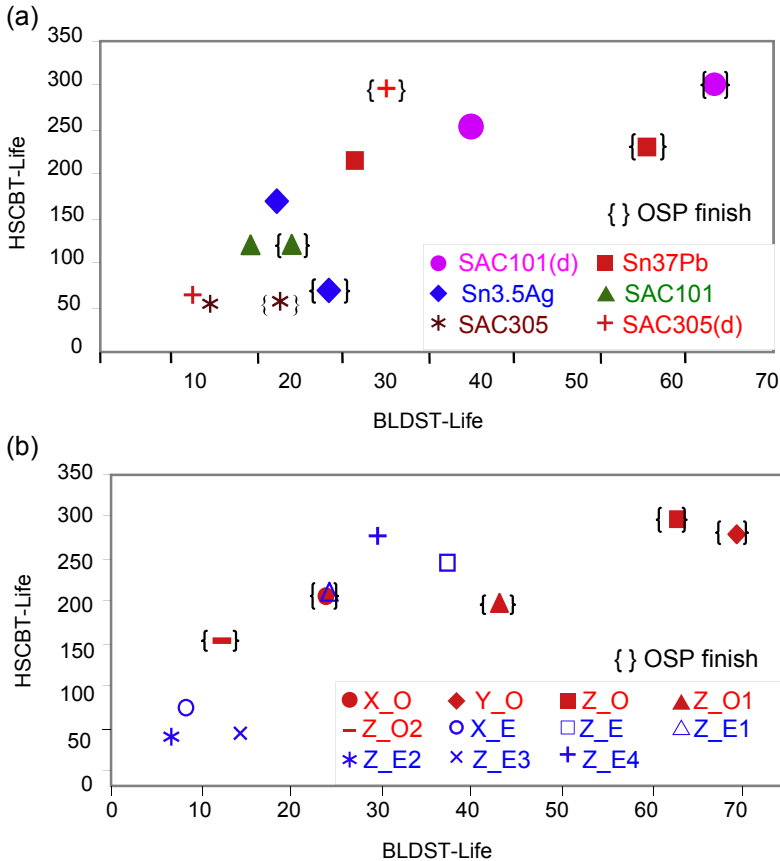 (a)
350
300
250
200
150
100
50
0
HSCBT-Life
{ } OSP finish
SAC101(d) Sn37Pb
Sn3.5Ag SAC101
SAC305 SAC305(d)
10 20 30 40 50 60 70
BLDST-Life
(b)
350
300
250
200
150
100
50
0
HSCBT-Life
{ } OSP finish
X_O Y_O Z_O Z_O1
Z_O2 X_E Z_E Z_E1
Z_E2 Z_E3 Z_E4
0 10 20 30 40 50 60 70
BLDST-Life